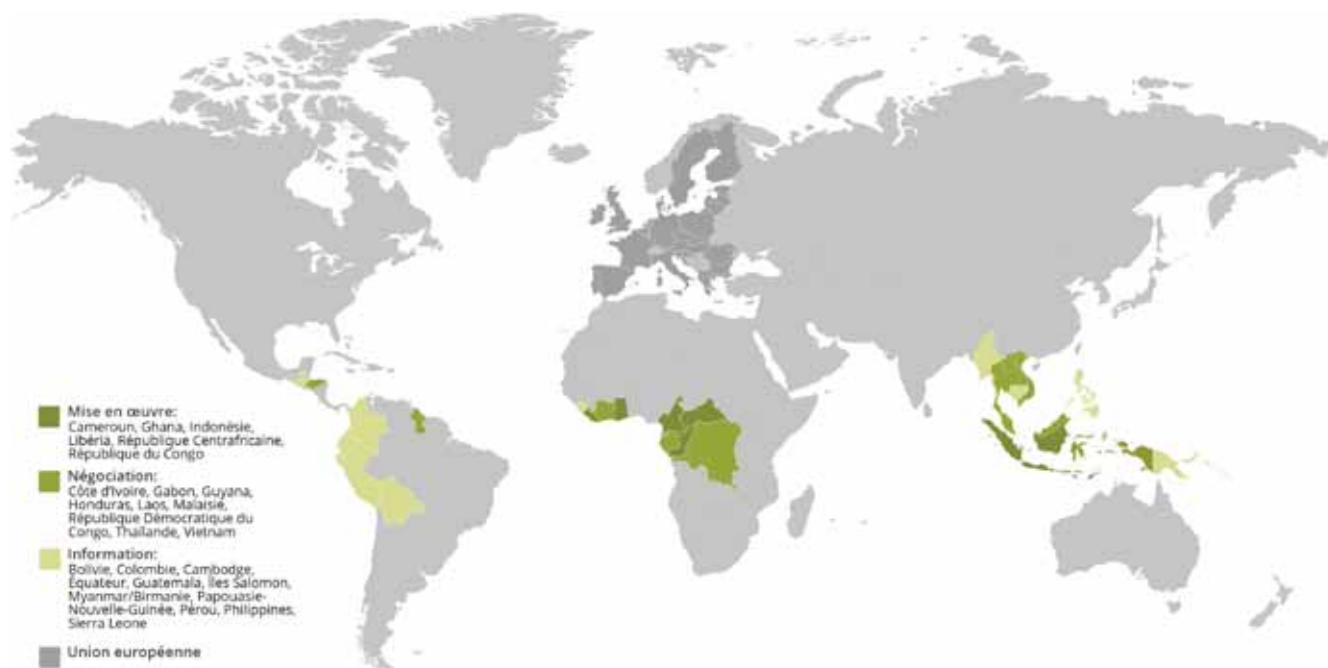 Mise en œuvre:
Cameroun, Ghana, Indonésie,
Libéria, République Centrafricaine,
République du Congo
Négociation:
Côte d'Ivoire, Gabon, Guyana,
Honduras, Laos, Malaisie,
République Démocratique du
Congo, Thaïlande, Vietnam
Information:
Bolivie, Colombie, Cambodge,
Équateur, Guatemala, Îles Salomon,
Myanmar/Birmanie, Papouasie-
Nouvelle-Guinée, Pérou, Philippines,
Sierra Leone
Union européenne